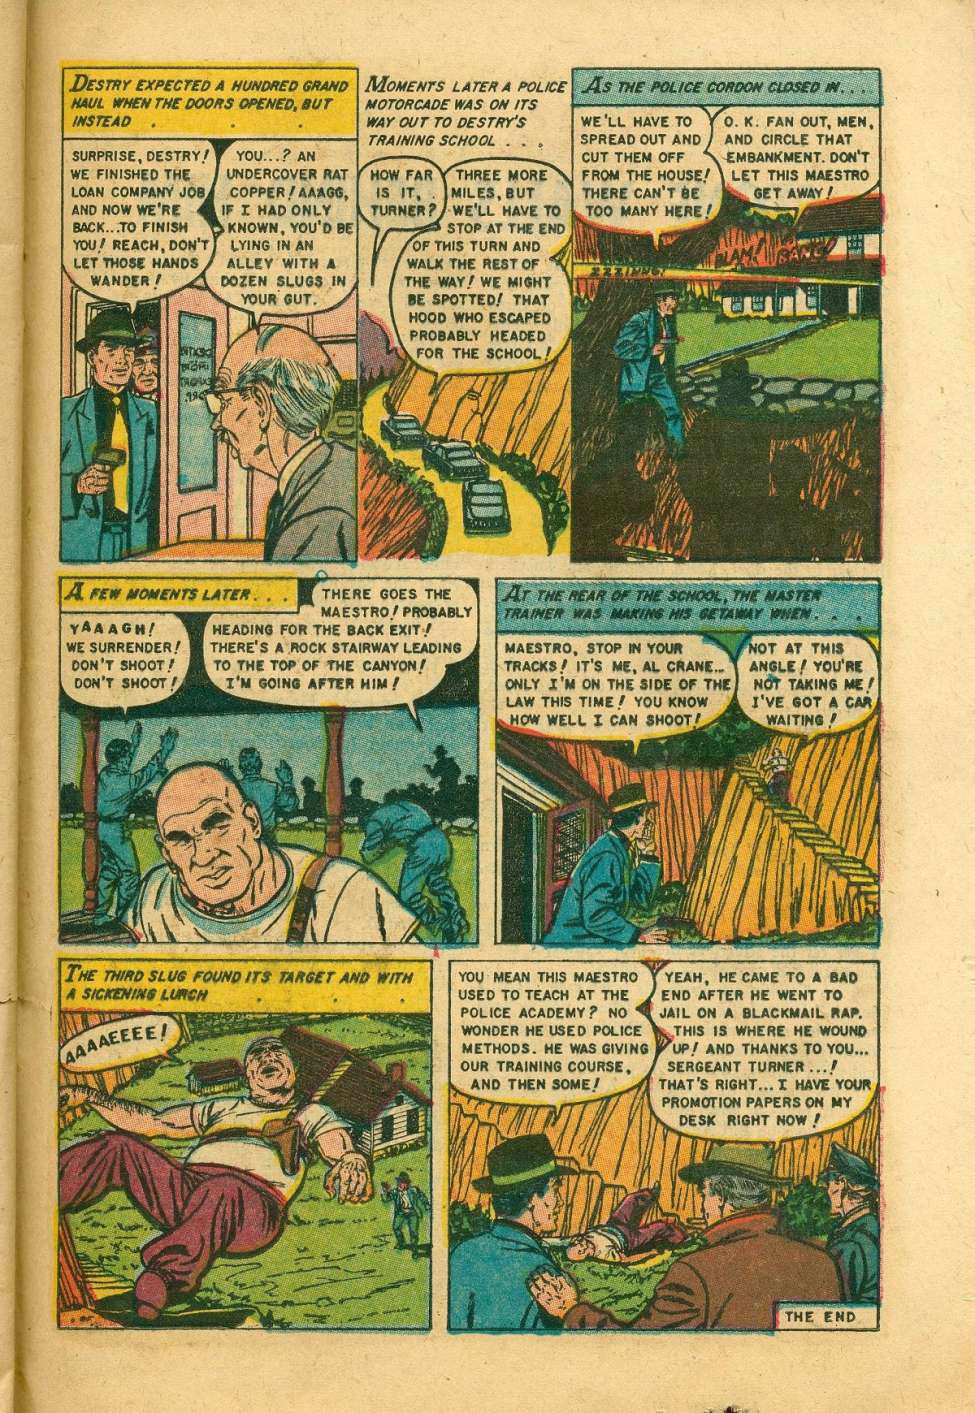 DESTRY EXPECTED A HUNDRED GRAND
HAUL WHEN THE DOORS OPENED, BUT
INSTEAD . . .
SURPRISE, DESTRY!
WE FINISHED THE
LOAN COMPANY JOB
AND NOW WE'RE
BACK...TO FINISH
YOU! REACH, DON'T
LET THOSE HANDS
WANDER!
YOU...? AN
UNDERCOVER RAT
COPPER! AAAGG,
IF I HAD ONLY
KNOWN, YOU'D BE
LYING IN AN
ALLEY WITH A
DOZEN SLUGS IN
YOUR GUT.
MOMENTS LATER A POLICE
MOTORCADE WAS ON ITS
WAY OUT TO DESTRY'S
TRAINING SCHOOL . . .
HOW FAR
IS IT,
TURNER?
THREE MORE
MILES, BUT
WE'LL HAVE TO
STOP AT THE END
OF THIS TURN AND
WALK THE REST OF
THE WAY! WE MIGHT
BE SPOTTED! THAT
HOOD WHO ESCAPED
PROBABLY HEADED
FOR THE SCHOOL!
AS THE POLICE CORDON CLOSED IN....
WE'LL HAVE TO
SPREAD OUT AND
CUT THEM OFF
FROM THE HOUSE!
THERE CAN'T BE
TOO MANY HERE!
O. K. FAN OUT, MEN,
AND CIRCLE THAT
EMBANKMENT. DON'T
LET THIS MAESTRO
GET AWAY!
BLAM! BANG!
A FEW MOMENTS LATER. . .
YAAAGH!
WE SURRENDER!
DON'T SHOOT!
DON'T SHOOT!
THERE GOES THE
MAESTRO! PROBABLY
HEADING FOR THE BACK EXIT!
THERE'S A ROCK STAIRWAY LEADING
TO THE TOP OF THE CANYON!
I'M GOING AFTER HIM!
AT THE REAR OF THE SCHOOL, THE MASTER
TRAINER WAS MAKING HIS GETAWAY WHEN. . . .
MAESTRO, STOP IN YOUR
TRACKS! IT'S ME, AL CRANE...
ONLY I'M ON THE SIDE OF THE
LAW THIS TIME! YOU KNOW
HOW WELL I CAN SHOOT!
NOT AT THIS
ANGLE! YOU'RE
NOT TAKING ME!
I'VE GOT A CAR
WAITING!
THE THIRD SLUG FOUND ITS TARGET AND WITH
A SICKENING LURCH . . .
AAAAEEEE!
YOU MEAN THIS MAESTRO
USED TO TEACH AT THE
POLICE ACADEMY? NO
WONDER HE USED POLICE
METHODS. HE WAS GIVING
OUR TRAINING COURSE,
AND THEN SOME!
YEAH, HE CAME TO A BAD
END AFTER HE WENT TO
JAIL ON A BLACKMAIL RAP.
THIS IS WHERE HE WOUND
UP! AND THANKS TO YOU...
SERGEANT TURNER...!
THAT'S RIGHT... I HAVE YOUR
PROMOTION PAPERS ON MY
DESK RIGHT NOW!
THE END